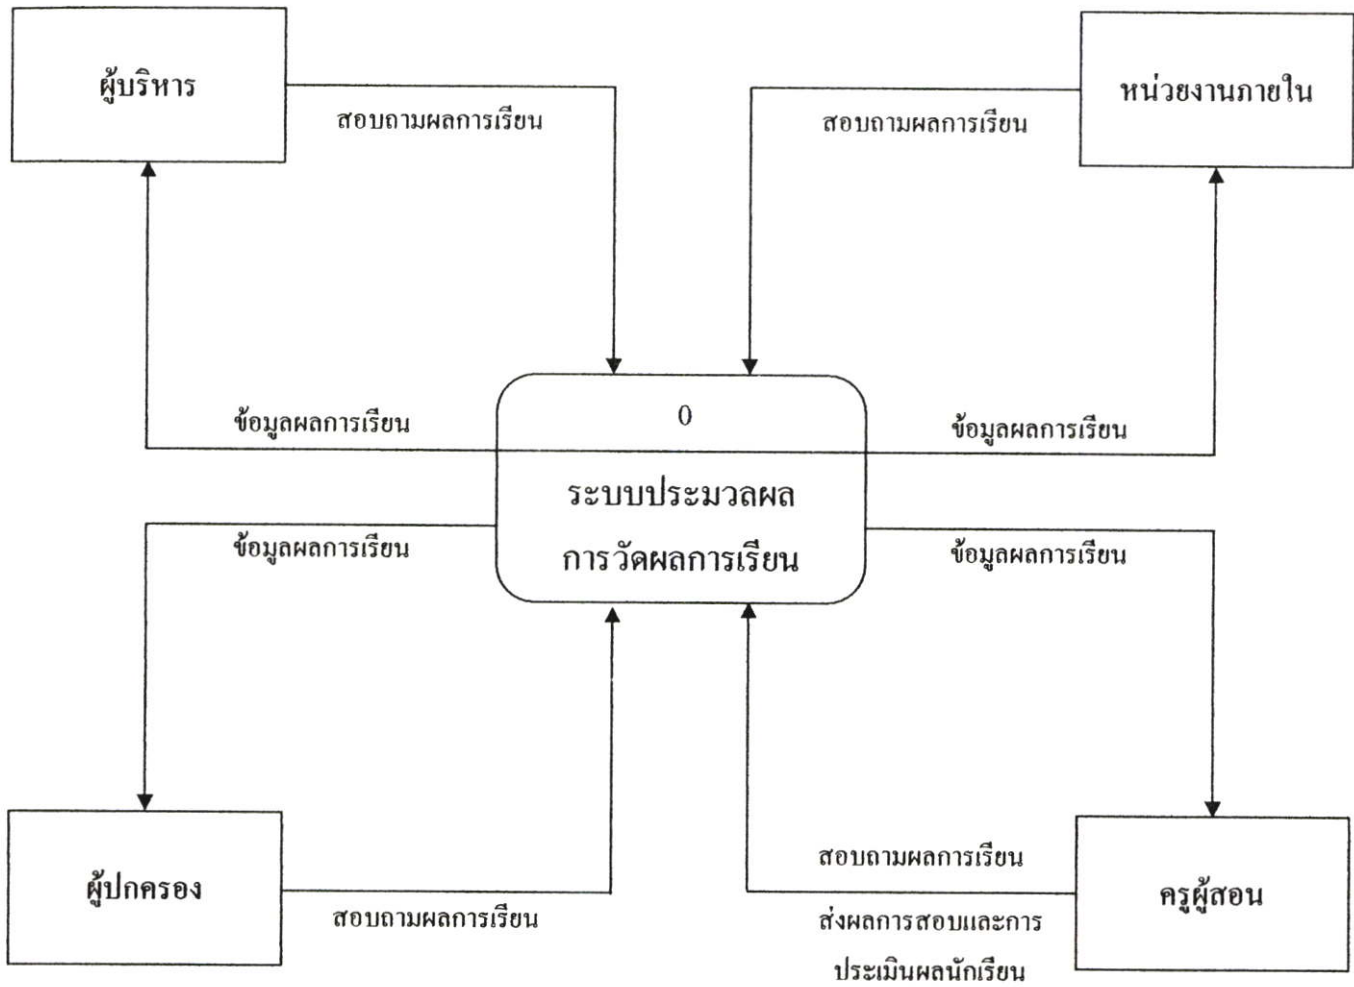 ผู้บริหาร
หน่วยงานภายใน
สอบถามผลการเรียน
สอบถามผลการเรียน
0
ข้อมูลผลการเรียน
ข้อมูลผลการเรียน
ระบบประมวลผล
การวัดผลการเรียน
ข้อมูลผลการเรียน
ข้อมูลผลการเรียน
สอบถามผลการเรียน
ผู้ปกครอง
ครูผู้สอน
สอบถามผลการเรียน
ส่งผลการสอบและการ
ประเมินผลนักเรียน